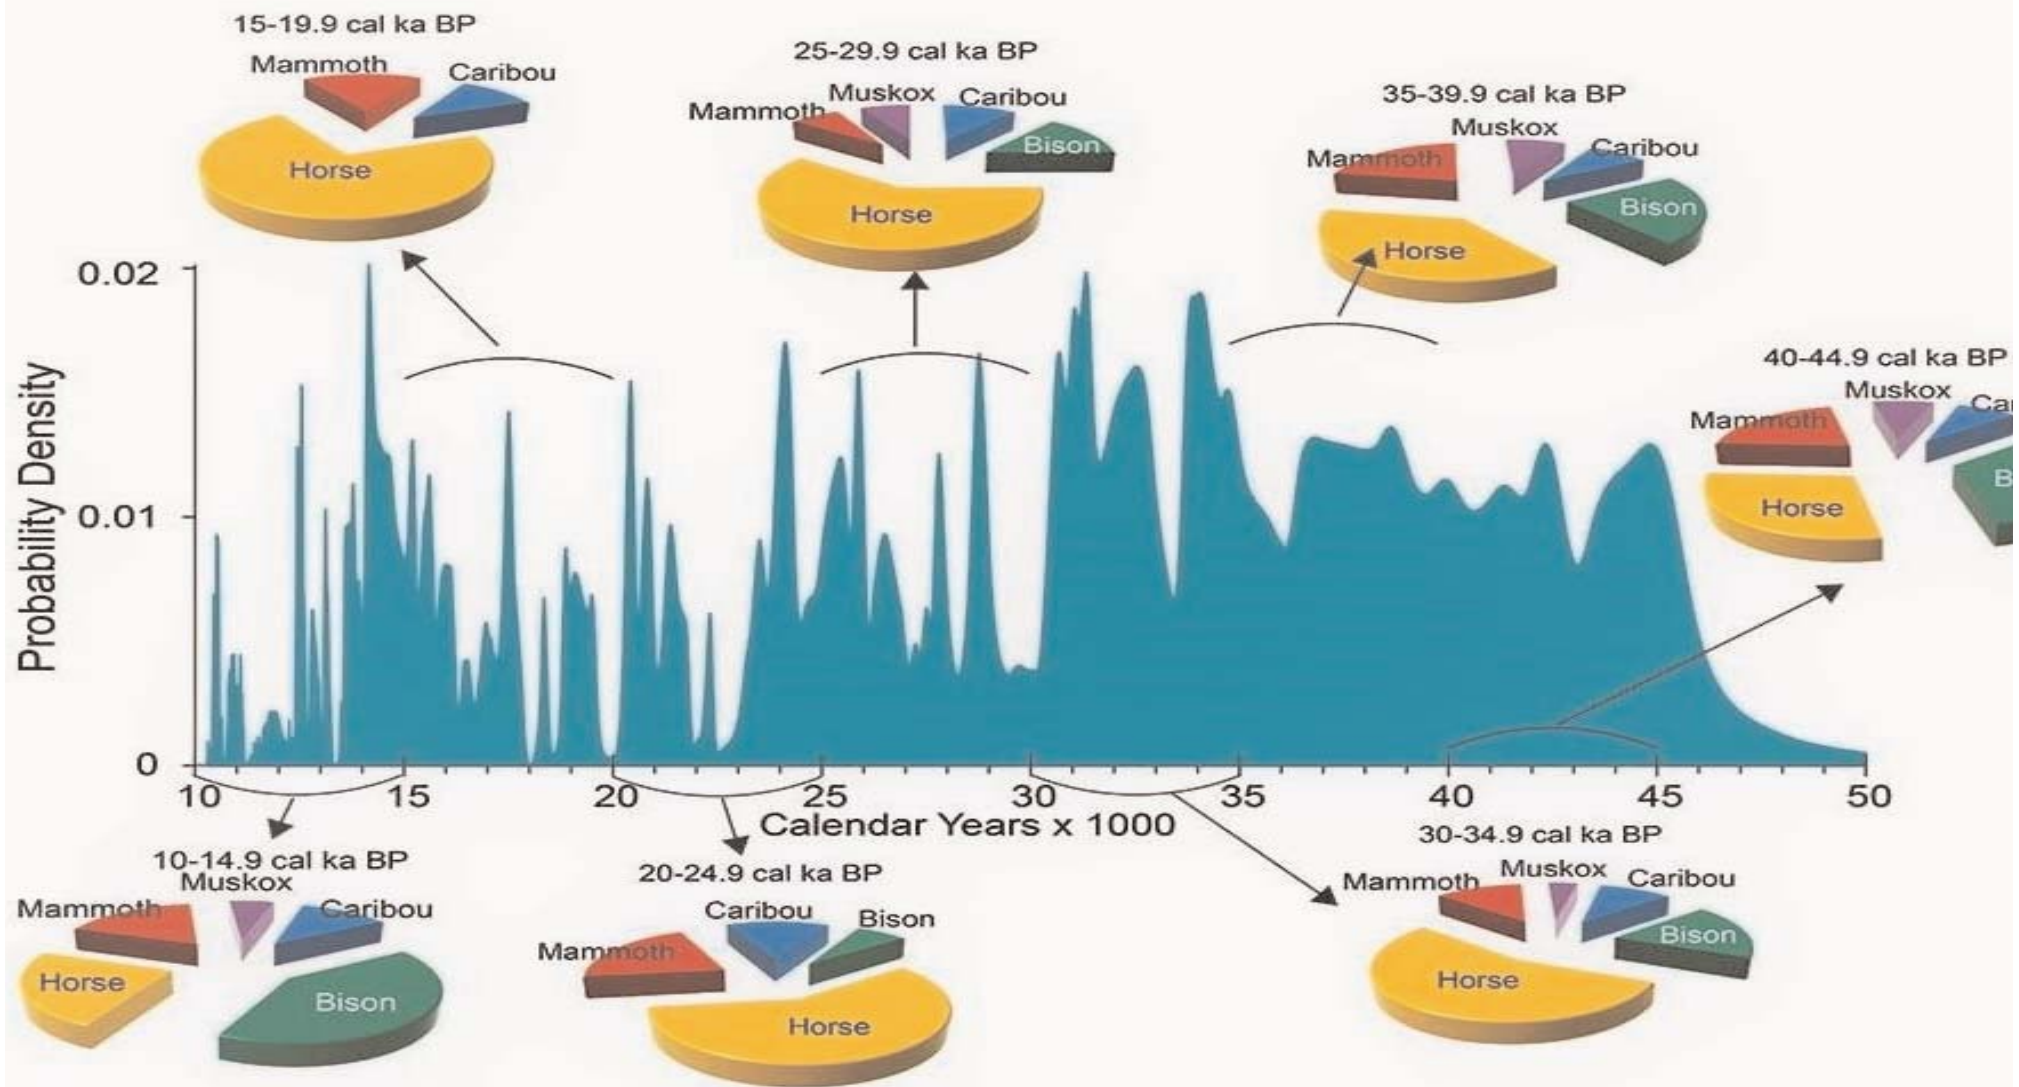 15-19.9 cal ka BP
Mammoth
Caribou
Horse
25-29.9 cal ka BP
Muskox
Caribou
Mammoth
Bison
Horse
35-39.9 cal ka BP
Muskox
Caribou
Mammoth
Bison
Horse
40-44.9 cal ka BP
Muskox
Ca
Mammoth
B
Horse
Probability Density
0.02
0.01
0
10 15 20 25 30 35 40 45 50
Calendar Years x 1000
10-14.9 cal ka BP
Muskox
Mammoth
Caribou
Horse
Bison
20-24.9 cal ka BP
Caribou
Bison
Mammoth
Horse
30-34.9 cal ka BP
Muskox
Caribou
Mammoth
Bison
Horse